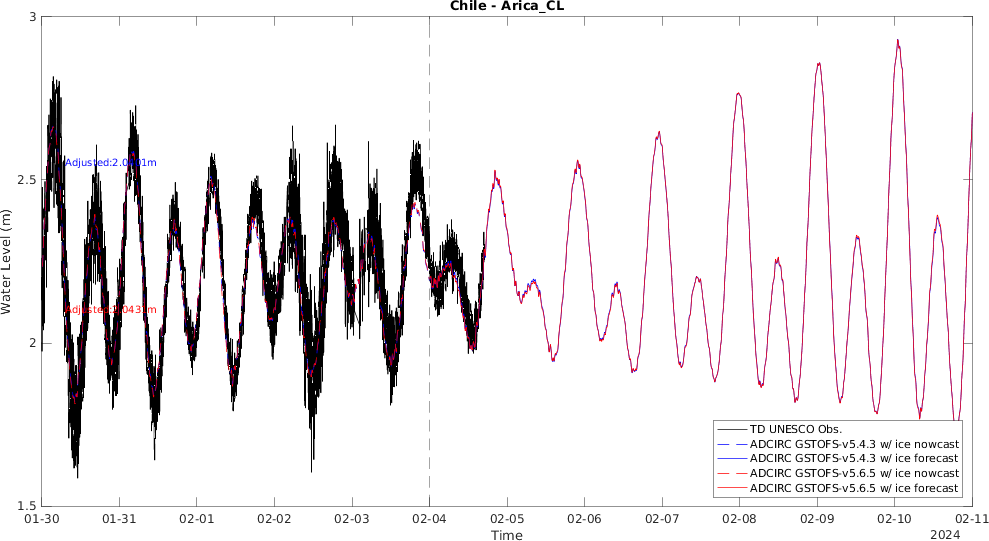 Chile - Arica_CL
3
2.5
2
1.5
Water Level (m)
Adjusted:
Adjusted:
01-30 01-31 02-01 02-02 02-03 02-04 02-05 02-06 02-07 02-08 02-09 02-10 02-11
Time
2024
TD UNESCO Obs.
ADCIRC GSTOFS-v5.4.3 w/ ice nowcast
ADCIRC GSTOFS-v5.4.3 w/ ice forecast
ADCIRC GSTOFS-v5.6.5 w/ ice nowcast
ADCIRC GSTOFS-v5.6.5 w/ ice forecast